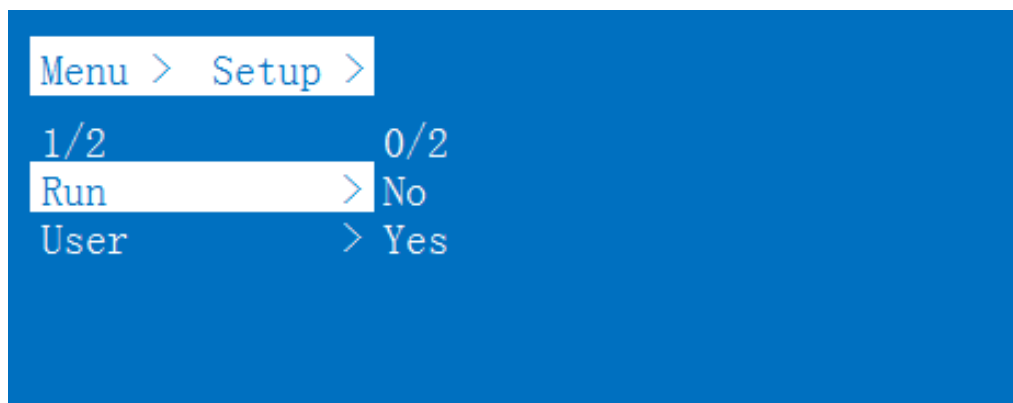 Menu > Setup >
1/2 0/2
Run > No
User > Yes